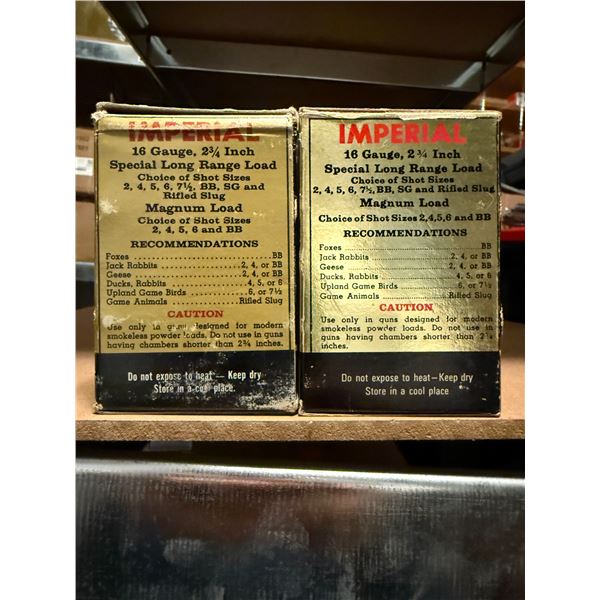 IMPERIAL
16 Gauge, 2¾ Inch
Special Long Range Load
Choice of Shot Sizes
2, 4, 5, 6, 7½, BB, SG and
Rifled Slug
Magnum Load
Choice of Shot Sizes
2, 4, 5, 6 and BB
RECOMMENDATIONS
Foxes ........ BB
Jack Rabbits ........ 2, 4, or BB
Geese ........ 2, 4, or BB
Ducks, Rabbits ........ 4, 5, or 6
Upland Game Birds ........ 6, or 7½
Game Animals ........ Rifled Slug
CAUTION
Use only in guns designed for modern
smokeless powder loads. Do not use in
guns having chambers shorter than 2¾
inches.
Do not expose to heat—Keep dry
Store in a cool place.
IMPERIAL
16 Gauge, 2¾ Inch
Special Long Range Load
Choice of Shot Sizes
2, 4, 5, 6, 7½, BB, SG and Rifled Slug
Magnum Load
Choice of Shot Sizes 2,4,5,6 and BB
RECOMMENDATIONS
Foxes ........ BB
Jack Rabbits ........ 2, 4, or BB
Geese ........ 2, 4, or BB
Ducks, Rabbits ........ 4, 5, or 6
Upland Game Birds ........ 6, or 7½
Game Animals ........ Rifled Slug
CAUTION
Use only in guns designed for modern
smokeless powder loads. Do not use in
guns having chambers shorter than 2¾
inches.
Do not expose to heat—Keep dry
Store in a cool place